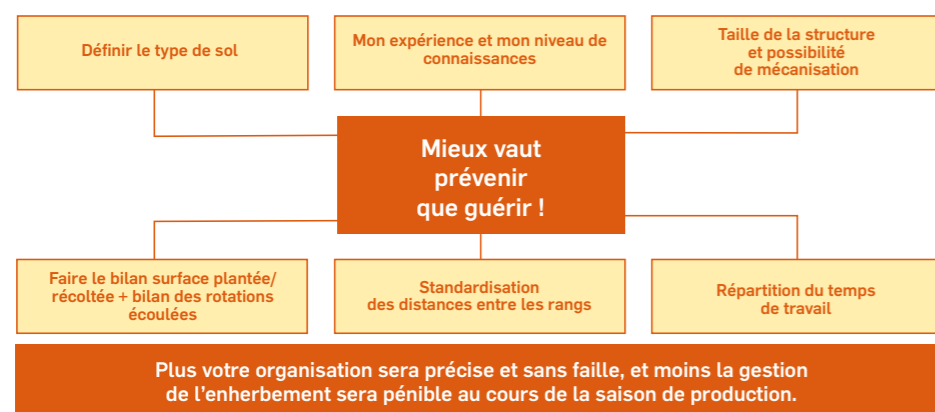 Définir le type de sol
Mon expérience et mon niveau de
connaissances
Taille de la structure
et possibilité
de mécanisation
Mieux vaut
prévenir
que guérir !
Faire le bilan surface plantée/
récoltée + bilan des rotations
écoulées
Standardisation
des distances entre les rangs
Répartition du temps
de travail
Plus votre organisation sera précise et sans faille, et moins la gestion
de l'enherbement sera pénible au cours de la saison de production.